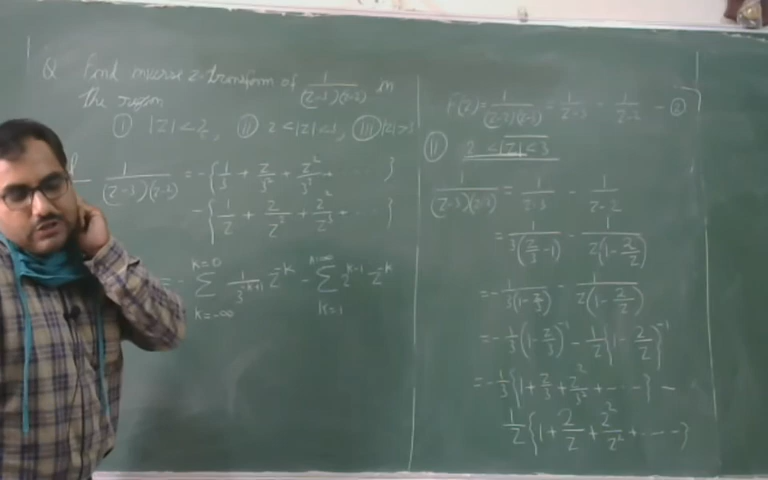 Q Find inverse z-transform of 1/((z-3)(z-2)) in
the region
(I) |z| < 2, (II) 2 < |z| < 3, (III) |z| > 3
1/((z-3)(z-2)) = -{1/3 + z/3² + z²/3³ + ....}
-{1/z + 2/z² + 2²/z³ + ...}
= - Σ_{k=-∞}^{k=0} 1/3^{-k+1} z^{-k} - Σ_{k=1}^{k=∞} 2^{k-1} z^{-k}
F(z) = 1/((z-2)(z-3)) = 1/(z-3) - 1/(z-2)
(II) 2 < |z| < 3
1/((z-3)(z-2)) = 1/(z-3) - 1/(z-2)
= 1/(3(z/3 - 1)) - 1/(z(1 - 2/z))
= -1/(3(1 - z/3)) - 1/(z(1 - 2/z))
= -1/3 (1 - z/3)^{-1} - 1/z {1 - 2/z}^{-1}
= -1/3 {1 + z/3 + z²/3² + ....} -
1/z {1 + 2/z + 2²/z² + ....}